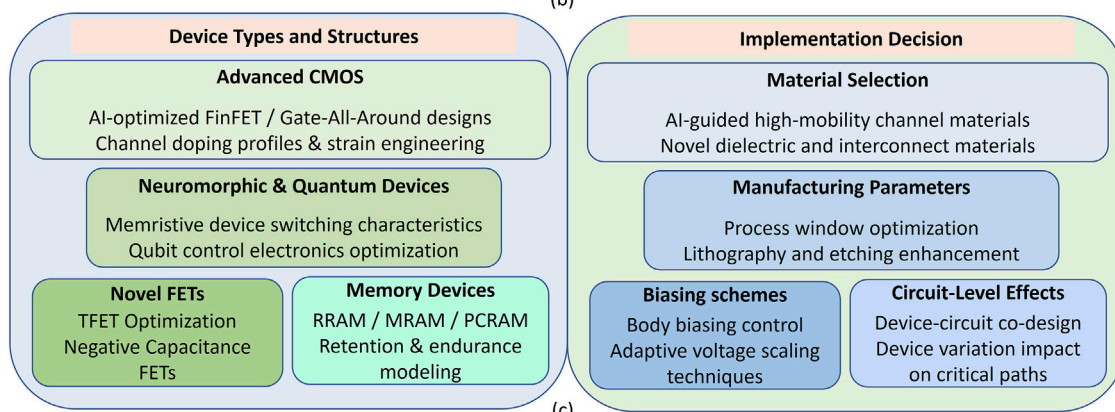 (b)
Device Types and Structures
Advanced CMOS
AI-optimized FinFET / Gate-All-Around designs
Channel doping profiles & strain engineering
Neuromorphic & Quantum Devices
Memristive device switching characteristics
Qubit control electronics optimization
Novel FETs
TFET Optimization
Negative Capacitance
FETs
Memory Devices
RRAM / MRAM / PCRAM
Retention & endurance
modeling
Implementation Decision
Material Selection
AI-guided high-mobility channel materials
Novel dielectric and interconnect materials
Manufacturing Parameters
Process window optimization
Lithography and etching enhancement
Biasing schemes
Body biasing control
Adaptive voltage scaling
techniques
Circuit-Level Effects
Device-circuit co-design
Device variation impact
on critical paths
(c)